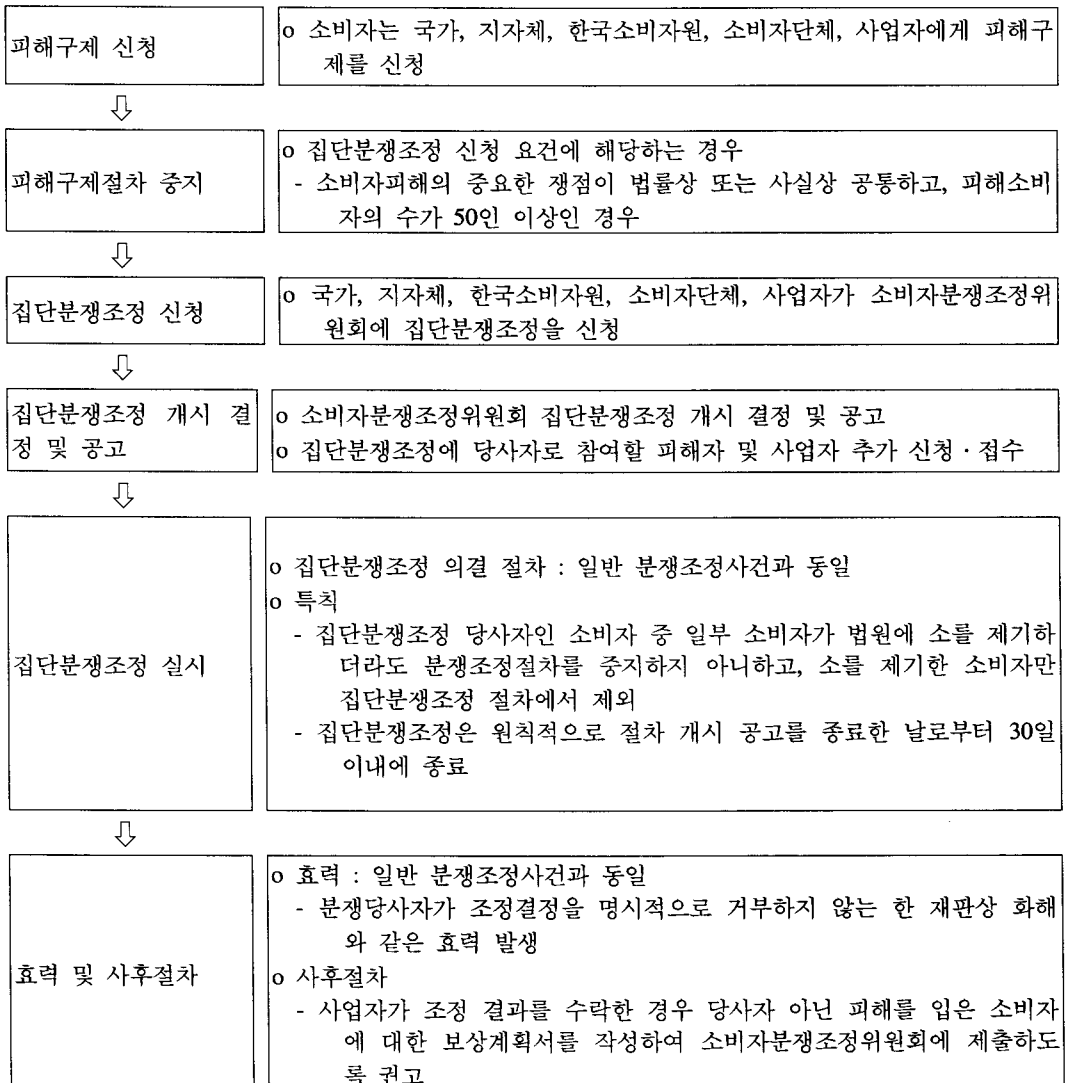 피해구제 신청
o 소비자는 국가, 지자체, 한국소비자원, 소비자단체, 사업자에게 피해구
제를 신청
⇩
피해구제절차 중지
o 집단분쟁조정 신청 요건에 해당하는 경우
- 소비자피해의 중요한 쟁점이 법률상 또는 사실상 공통하고, 피해소비
자의 수가 50인 이상인 경우
⇩
집단분쟁조정 신청
o 국가, 지자체, 한국소비자원, 소비자단체, 사업자가 소비자분쟁조정위
원회에 집단분쟁조정을 신청
⇩
집단분쟁조정 개시 결
정 및 공고
o 소비자분쟁조정위원회 집단분쟁조정 개시 결정 및 공고
o 집단분쟁조정에 당사자로 참여할 피해자 및 사업자 추가 신청·접수
⇩
집단분쟁조정 실시
o 집단분쟁조정 의결 절차 : 일반 분쟁조정사건과 동일
o 특칙
- 집단분쟁조정 당사자인 소비자 중 일부 소비자가 법원에 소를 제기하
더라도 분쟁조정절차를 중지하지 아니하고, 소를 제기한 소비자만
집단분쟁조정 절차에서 제외
- 집단분쟁조정은 원칙적으로 절차 개시 공고를 종료한 날로부터 30일
이내에 종료
⇩
효력 및 사후절차
o 효력 : 일반 분쟁조정사건과 동일
- 분쟁당사자가 조정결정을 명시적으로 거부하지 않는 한 재판상 화해
와 같은 효력 발생
o 사후절차
- 사업자가 조정 결과를 수락한 경우 당사자 아닌 피해를 입은 소비자
에 대한 보상계획서를 작성하여 소비자분쟁조정위원회에 제출하도
록 권고